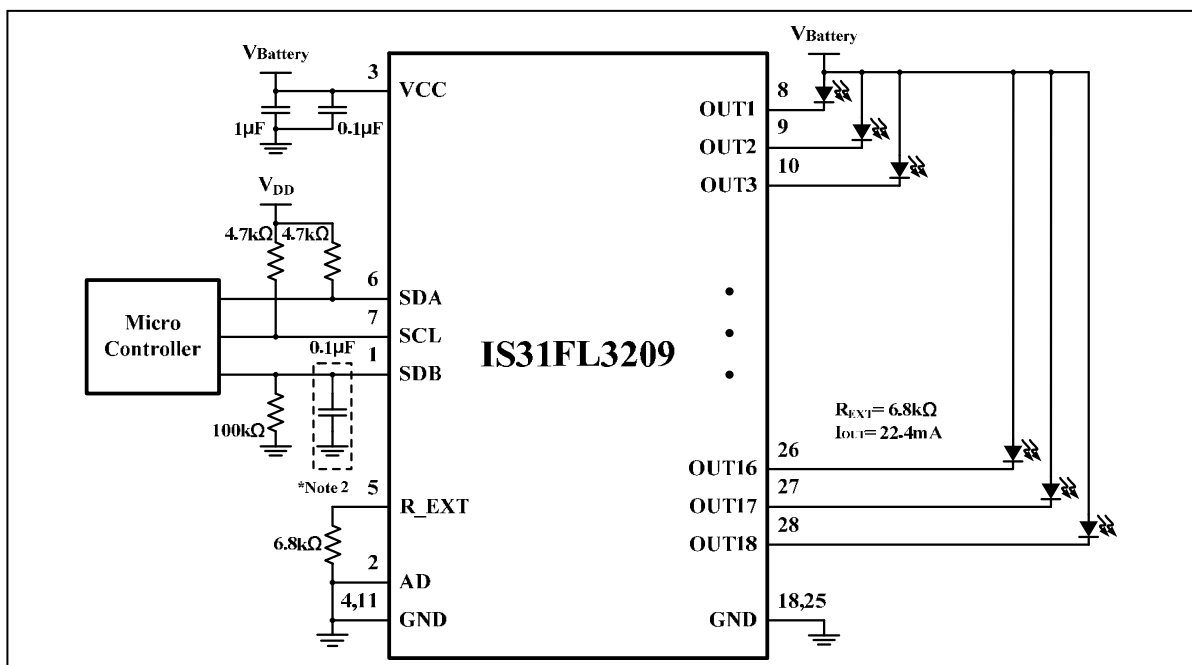 VBattery
3
VCC
1µF
0.1µF
VDD
4.7kΩ
4.7kΩ
Micro
Controller
6
SDA
7
SCL
0.1µF
1
SDB
100kΩ
*Note 2
5
R_EXT
6.8kΩ
2
AD
4,11
GND
IS31FL3209
VBattery
8
OUT1
9
OUT2
10
OUT3
REXT= 6.8kΩ
IOUT= 22.4mA
26
OUT16
27
OUT17
28
OUT18
18,25
GND